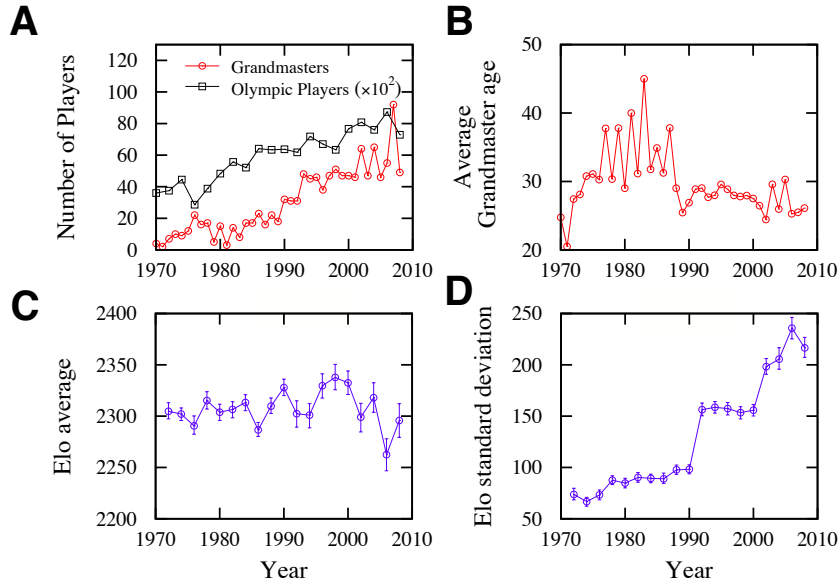 A
Number of Players
120
100
80
60
40
20
0
Grandmasters
Olympic Players (×10²)
1970 1980 1990 2000 2010
B
Average
Grandmaster age
50
40
30
20
1970 1980 1990 2000 2010
C
Elo average
2400
2350
2300
2250
2200
1970 1980 1990 2000 2010
Year
D
Elo standard deviation
250
200
150
100
50
1970 1980 1990 2000 2010
Year